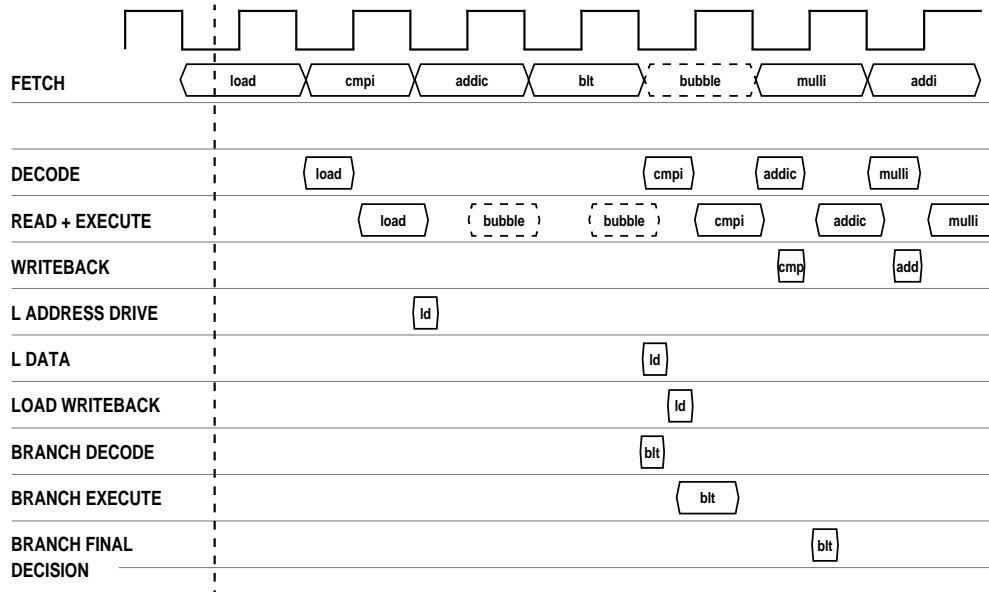 FETCH load cmpi addic blt bubble mulli addi
DECODE load cmpi addic mulli
READ + EXECUTE load bubble bubble cmpi addic mulli
WRITEBACK cmp add
L ADDRESS DRIVE ld
L DATA ld
LOAD WRITEBACK ld
BRANCH DECODE blt
BRANCH EXECUTE blt
BRANCH FINAL blt
DECISION